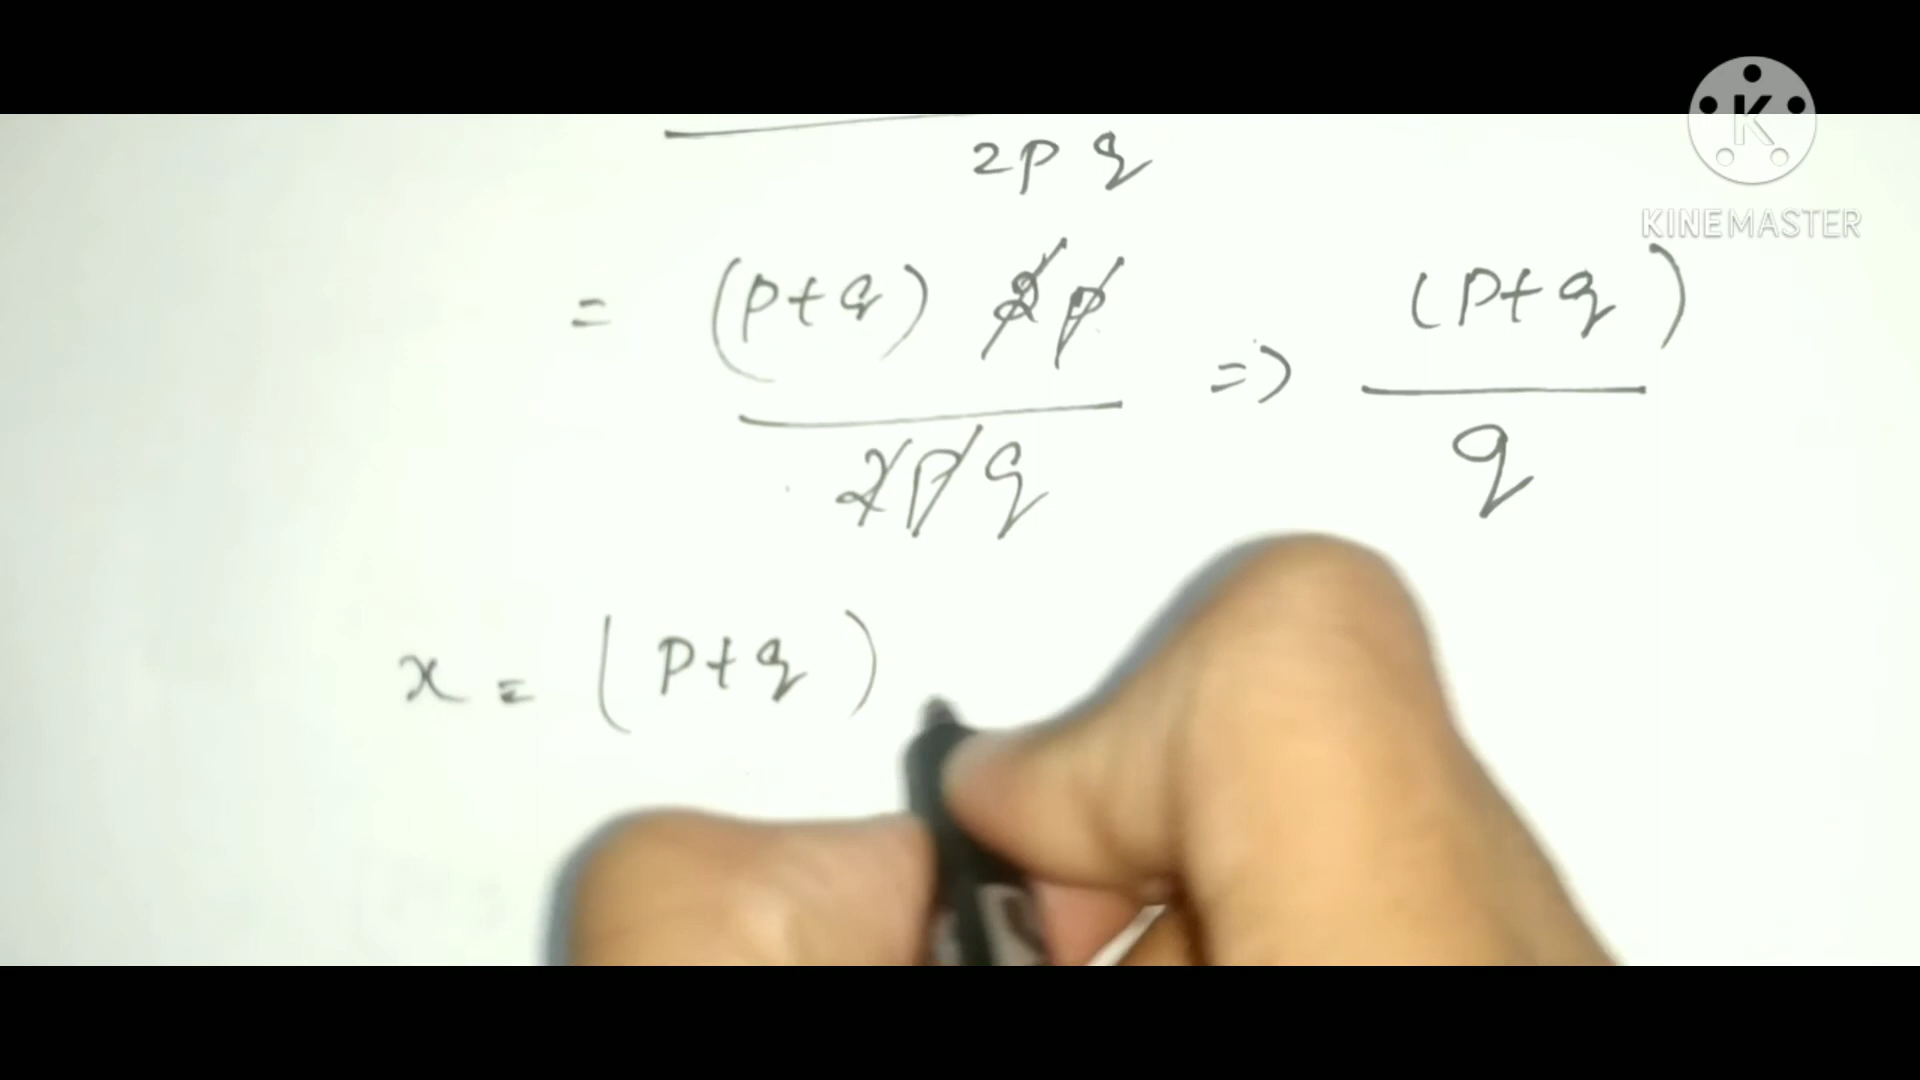 2pq
= (p+q) 2p / 2pq => (p+q) / q
x = (p+q)
K
KINEMASTER